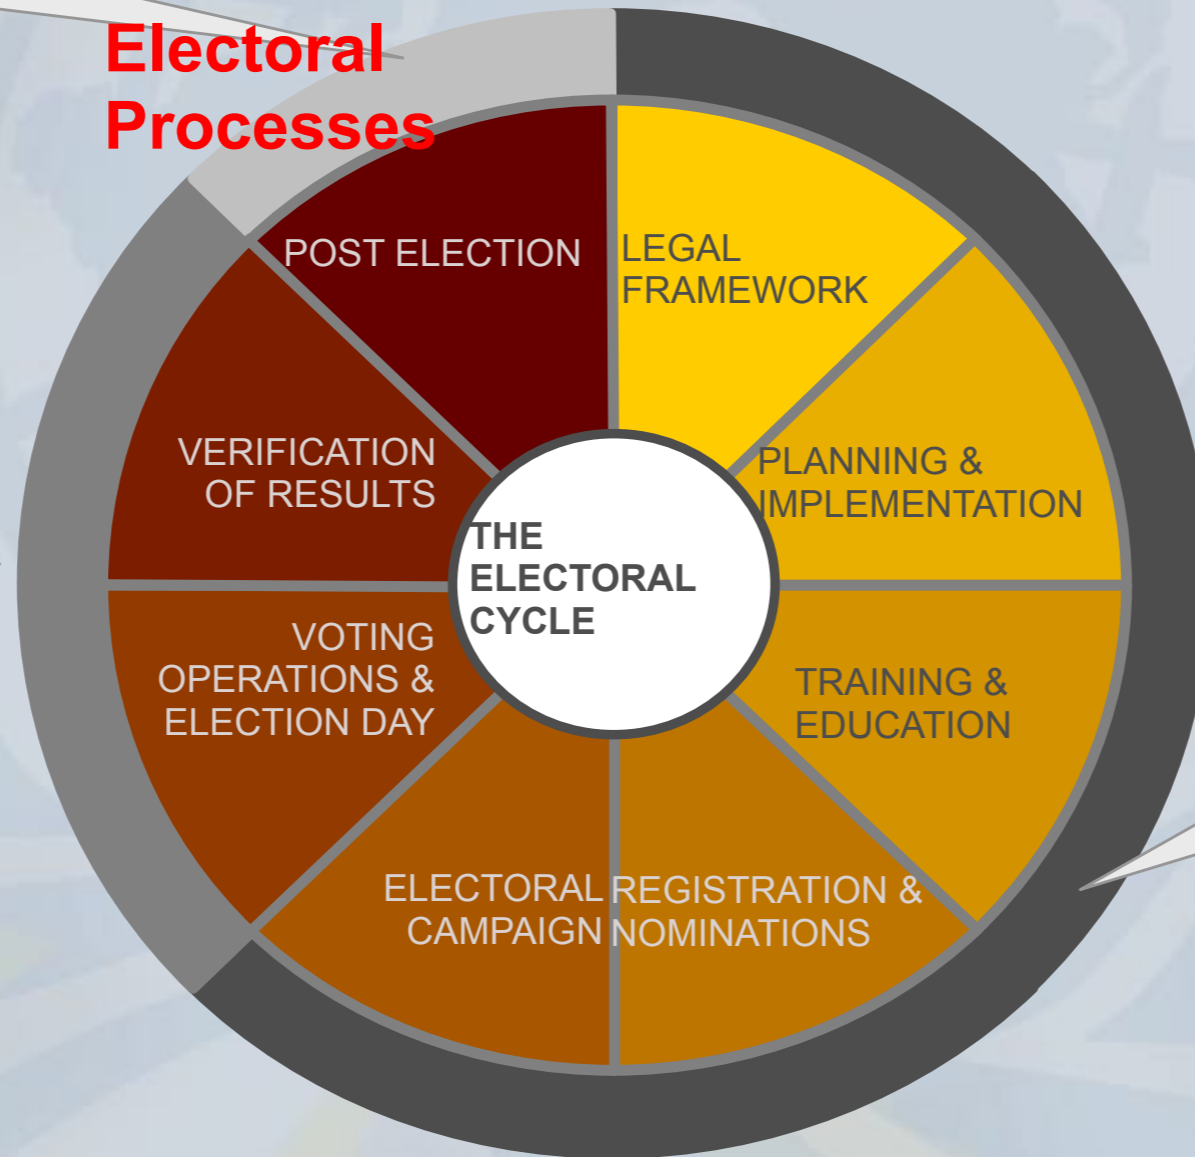 Electoral
Processes
POST ELECTION
LEGAL
FRAMEWORK
PLANNING &
IMPLEMENTATION
TRAINING &
EDUCATION
REGISTRATION &
NOMINATIONS
ELECTORAL
CAMPAIGN
VOTING
OPERATIONS &
ELECTION DAY
VERIFICATION
OF RESULTS
THE
ELECTORAL
CYCLE